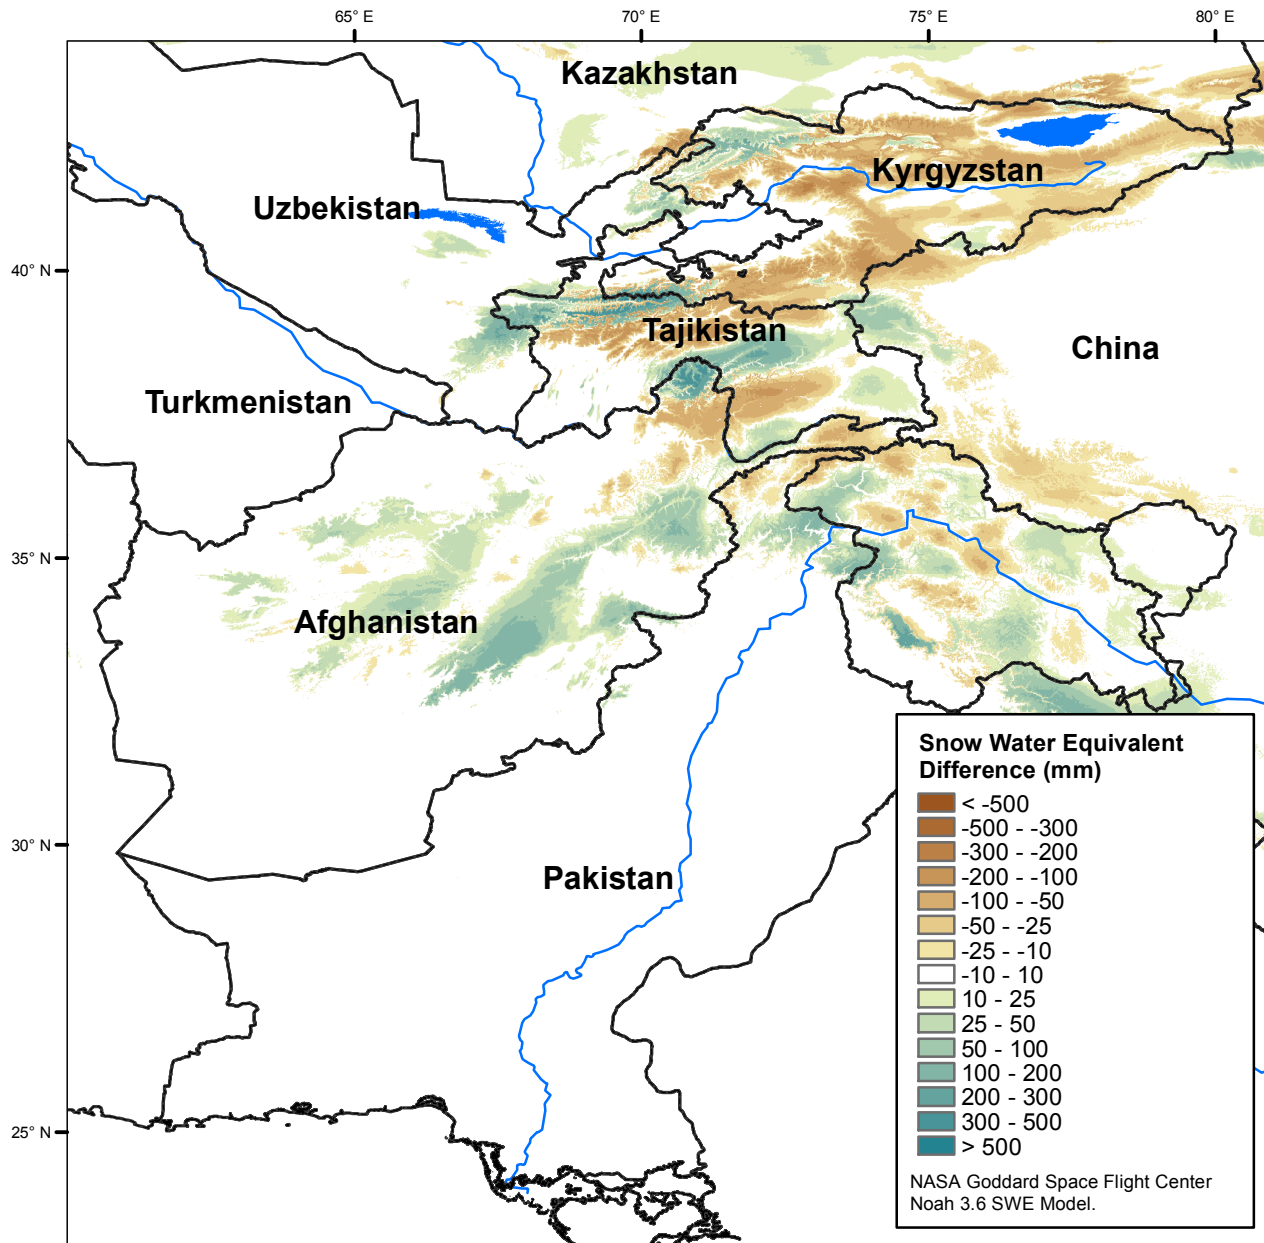 65° E
70° E
75° E
80° E
Kazakhstan
Kyrgyzstan
Uzbekistan
40° N
Tajikistan
China
Turkmenistan
35° N
Afghanistan
30° N
Pakistan
25° N
Snow Water Equivalent
Difference (mm)
< -500
-500 - -300
-300 - -200
-200 - -100
-100 - -50
-50 - -25
-25 - -10
-10 - 10
10 - 25
25 - 50
50 - 100
100 - 200
200 - 300
300 - 500
> 500
NASA Goddard Space Flight Center
Noah 3.6 SWE Model.